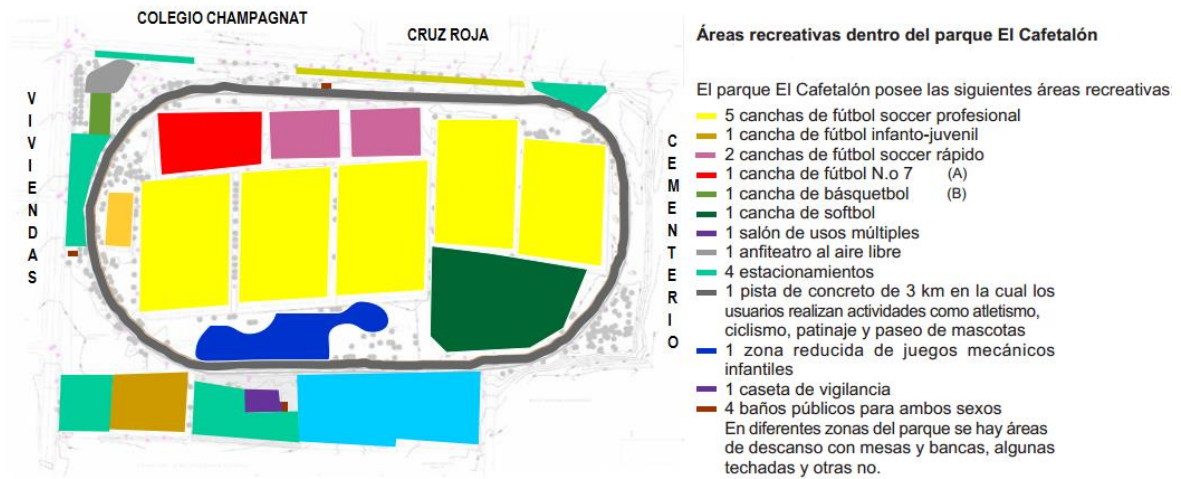 COLEGIO CHAMPAGNAT
CRUZ ROJA
VIVIENDAS
CEMENTERIO
Áreas recreativas dentro del parque El Cafetalón
El parque El Cafetalón posee las siguientes áreas recreativas
5 canchas de fútbol soccer profesional
1 cancha de fútbol infanto-juvenil
2 canchas de fútbol soccer rápido
1 cancha de fútbol N.o 7 (A)
1 cancha de básquetbol (B)
1 cancha de softbol
1 salón de usos múltiples
1 anfiteatro al aire libre
4 estacionamientos
1 pista de concreto de 3 km en la cual los
usuarios realizan actividades como atletismo,
ciclismo, patinaje y paseo de mascotas
1 zona reducida de juegos mecánicos
infantiles
1 caseta de vigilancia
4 baños públicos para ambos sexos
En diferentes zonas del parque se hay áreas
de descanso con mesas y bancas, algunas
techadas y otras no.